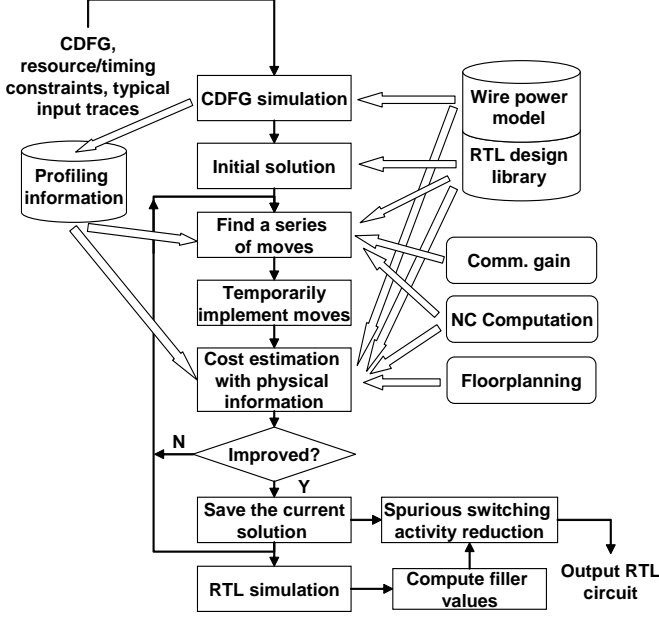 CDFG,
resource/timing
constraints, typical
input traces
CDFG simulation
Wire power
model
RTL design
library
Profiling
information
Initial solution
Find a series
of moves
Comm. gain
Temporarily
implement moves
NC Computation
Cost estimation
with physical
information
Floorplanning
N
Improved?
Y
Save the current
solution
Spurious switching
activity reduction
RTL simulation
Compute filler
values
Output RTL
circuit